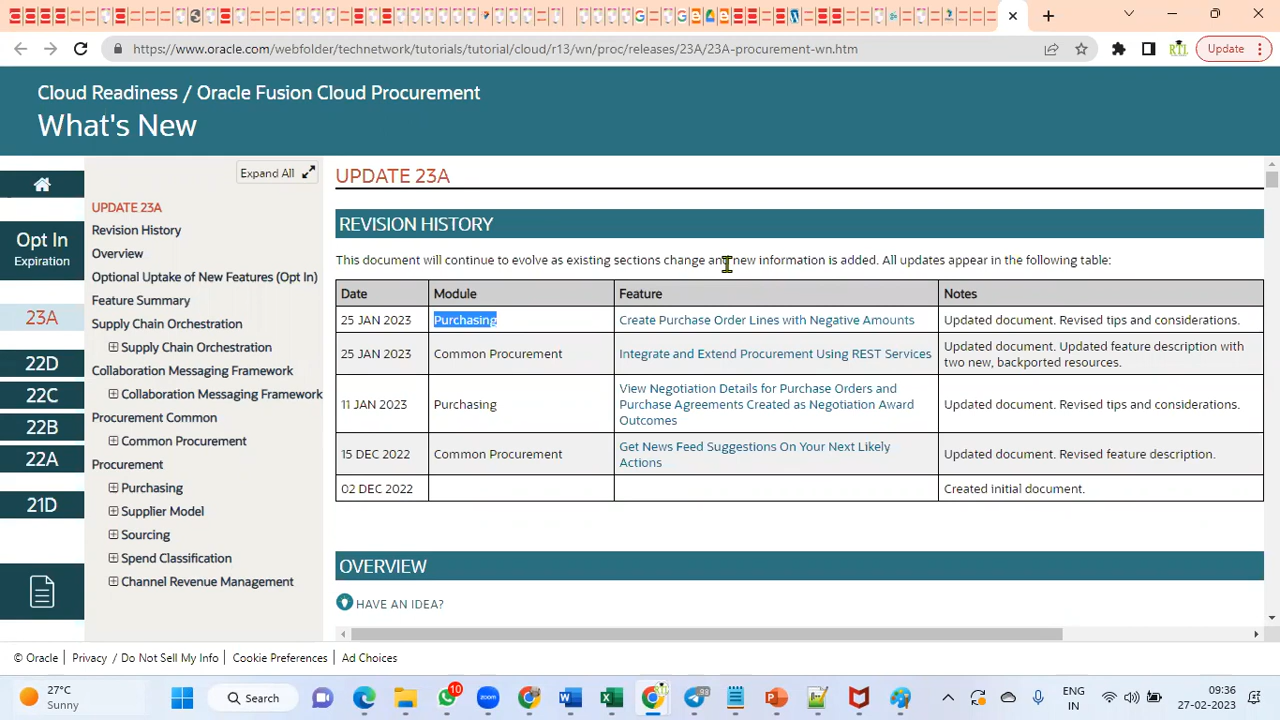 https://www.oracle.com/webfolder/technetwork/tutorials/tutorial/cloud/r13/wn/proc/releases/23A/23A-procurement-wn.htm
Update
Cloud Readiness / Oracle Fusion Cloud Procurement
What's New
Expand All
Opt In
Expiration
23A
22D
22C
22B
22A
21D
UPDATE 23A
Revision History
Overview
Optional Uptake of New Features (Opt In)
Feature Summary
Supply Chain Orchestration
Supply Chain Orchestration
Collaboration Messaging Framework
Collaboration Messaging Framework
Procurement Common
Common Procurement
Procurement
Purchasing
Supplier Model
Sourcing
Spend Classification
Channel Revenue Management
UPDATE 23A
REVISION HISTORY
This document will continue to evolve as existing sections change and new information is added. All updates appear in the following table:
Date Module Feature Notes
25 JAN 2023 Purchasing Create Purchase Order Lines with Negative Amounts Updated document. Revised tips and considerations.
25 JAN 2023 Common Procurement Integrate and Extend Procurement Using REST Services Updated document. Updated feature description with
two new, backported resources.
11 JAN 2023 Purchasing View Negotiation Details for Purchase Orders and
Purchase Agreements Created as Negotiation Award
Outcomes Updated document. Revised tips and considerations.
15 DEC 2022 Common Procurement Get News Feed Suggestions On Your Next Likely
Actions Updated document. Revised feature description.
02 DEC 2022 Created initial document.
OVERVIEW
HAVE AN IDEA?
© Oracle | Privacy / Do Not Sell My Info | Cookie Preferences | Ad Choices
27°C
Sunny
Search
10
98
ENG
IN
09:36
27-02-2023